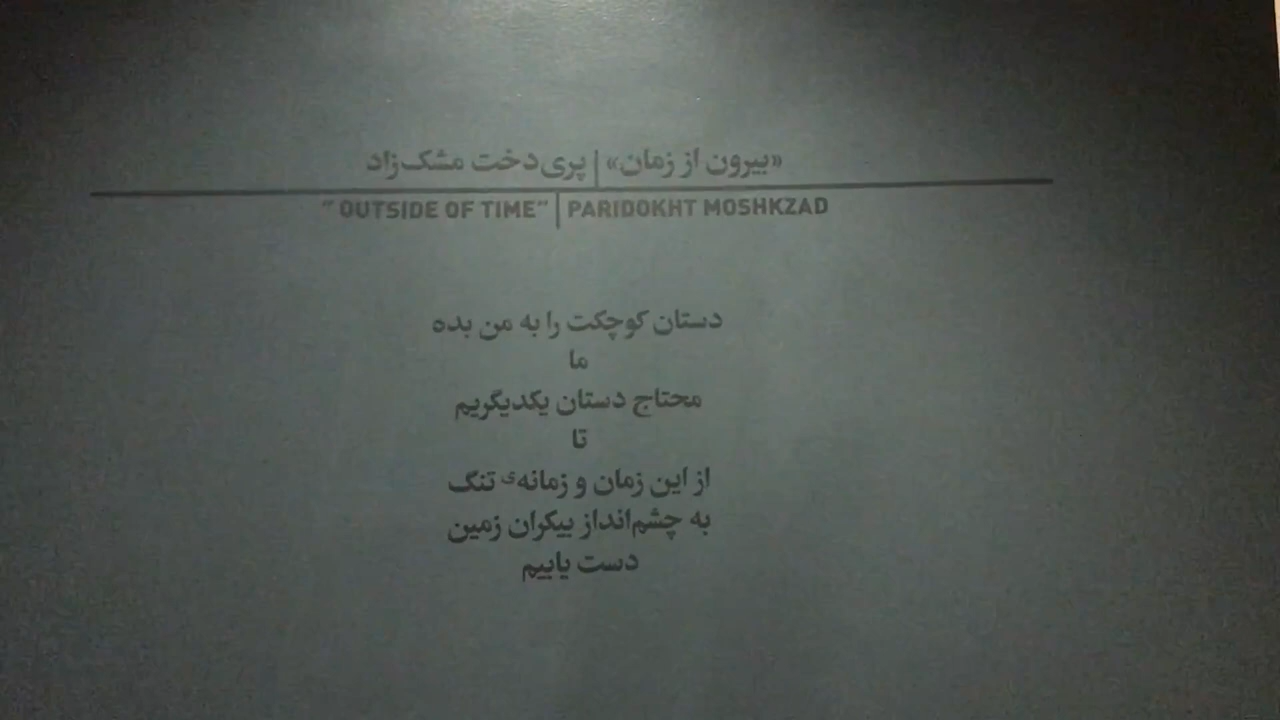 «بیرون از زمان» | پری‌دخت مشک‌زاد
"OUTSIDE OF TIME" | PARIDOKHT MOSHKZAD
دستان کوچکت را به من بده
ما
محتاج دستان یکدیگریم
تا
از این زمان و زمانه‌ی تنگ
به چشم‌انداز بیکران زمین
دست یابیم